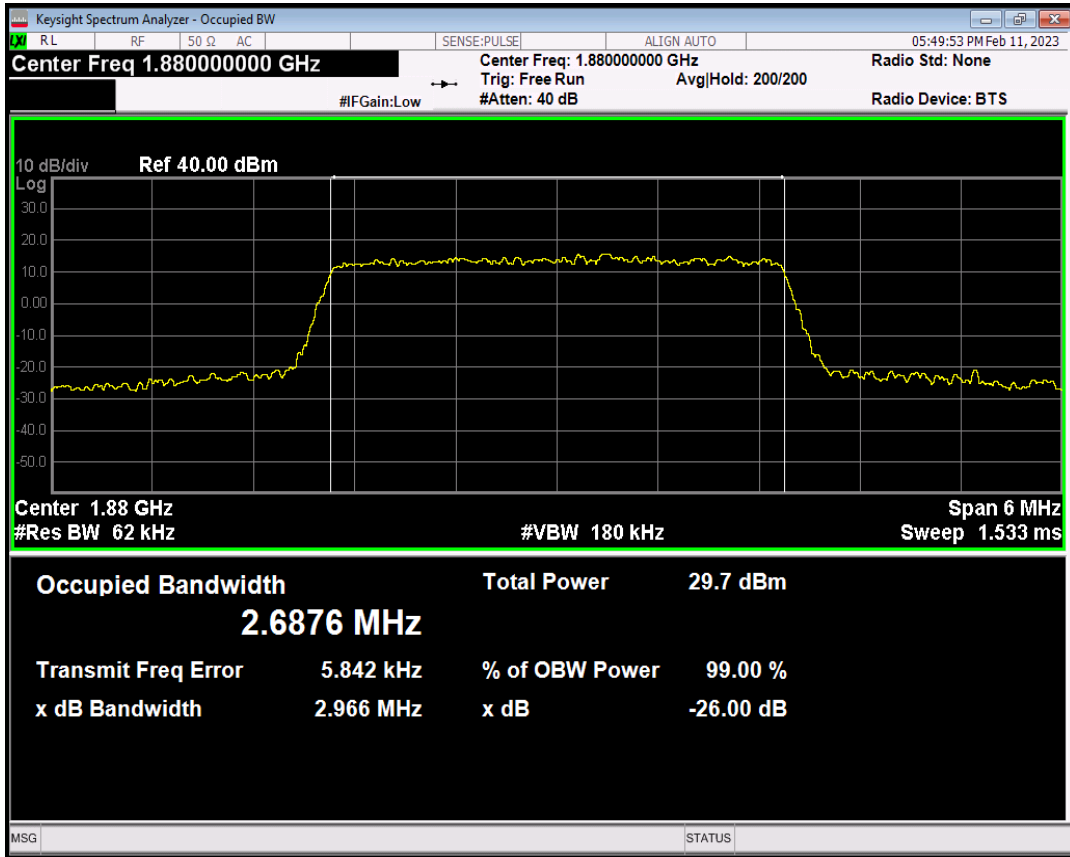 Keysight Spectrum Analyzer - Occupied BW
LXI RL RF 50 Ω AC SENSE:PULSE ALIGN AUTO 05:49:53 PM Feb 11, 2023
Center Freq 1.880000000 GHz Center Freq: 1.880000000 GHz Radio Std: None
Trig: Free Run Avg|Hold: 200/200
#IFGain:Low #Atten: 40 dB Radio Device: BTS
10 dB/div Ref 40.00 dBm
Log
30.0
20.0
10.0
0.00
-10.0
-20.0
-30.0
-40.0
-50.0
Center 1.88 GHz Span 6 MHz
#Res BW 62 kHz #VBW 180 kHz Sweep 1.533 ms
Occupied Bandwidth Total Power 29.7 dBm
2.6876 MHz
Transmit Freq Error 5.842 kHz % of OBW Power 99.00 %
x dB Bandwidth 2.966 MHz x dB -26.00 dB
MSG STATUS